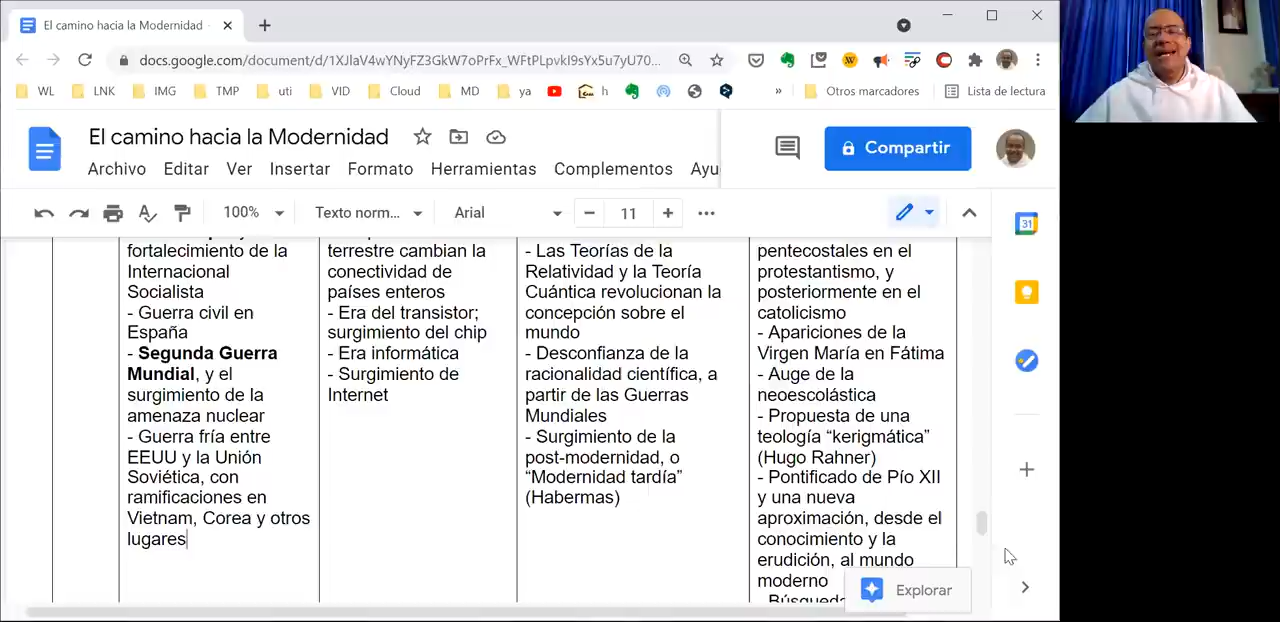 El camino hacia la Modernidad
docs.google.com/document/d/1XJlaV4wYNyFZ3GkW7oPrFx_WFtPLpvkI9sYx5u7yU70...
WL LNK IMG TMP uti VID Cloud MD ya h » Otros marcadores Lista de lectura
El camino hacia la Modernidad
Compartir
Archivo Editar Ver Insertar Formato Herramientas Complementos Ayu
100% Texto norm... Arial 11
31
fortalecimiento de la
Internacional
Socialista
- Guerra civil en
España
- Segunda Guerra
Mundial, y el
surgimiento de la
amenaza nuclear
- Guerra fría entre
EEUU y la Unión
Soviética, con
ramificaciones en
Vietnam, Corea y otros
lugares
terrestre cambian la
conectividad de
países enteros
- Era del transistor;
surgimiento del chip
- Era informática
- Surgimiento de
Internet
- Las Teorías de la
Relatividad y la Teoría
Cuántica revolucionan la
concepción sobre el
mundo
- Desconfianza de la
racionalidad científica, a
partir de las Guerras
Mundiales
- Surgimiento de la
post-modernidad, o
“Modernidad tardía”
(Habermas)
pentecostales en el
protestantismo, y
posteriormente en el
catolicismo
- Apariciones de la
Virgen María en Fátima
- Auge de la
neoescolástica
- Propuesta de una
teología “kerigmática”
(Hugo Rahner)
- Pontificado de Pío XII
y una nueva
aproximación, desde el
conocimiento y la
erudición, al mundo
moderno
- Búsqueda
Explorar